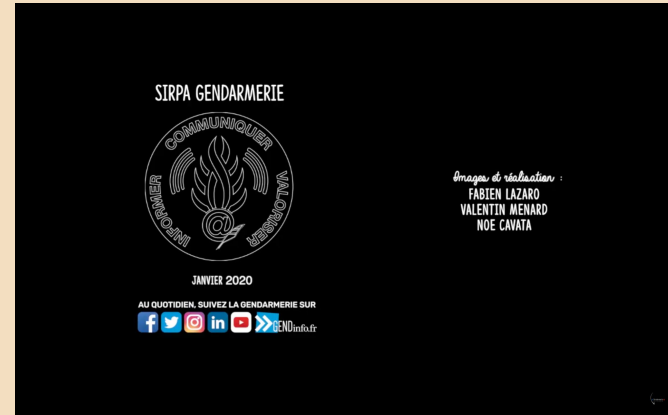 SIRPA GENDARMERIE
INFORMER COMMUNIQUER VALORISER
@
JANVIER 2020
AU QUOTIDIEN, SUIVEZ LA GENDARMERIE SUR
GENDinfo.fr
Images et réalisation :
FABIEN LAZARO
VALENTIN MENARD
NOE CAVATA